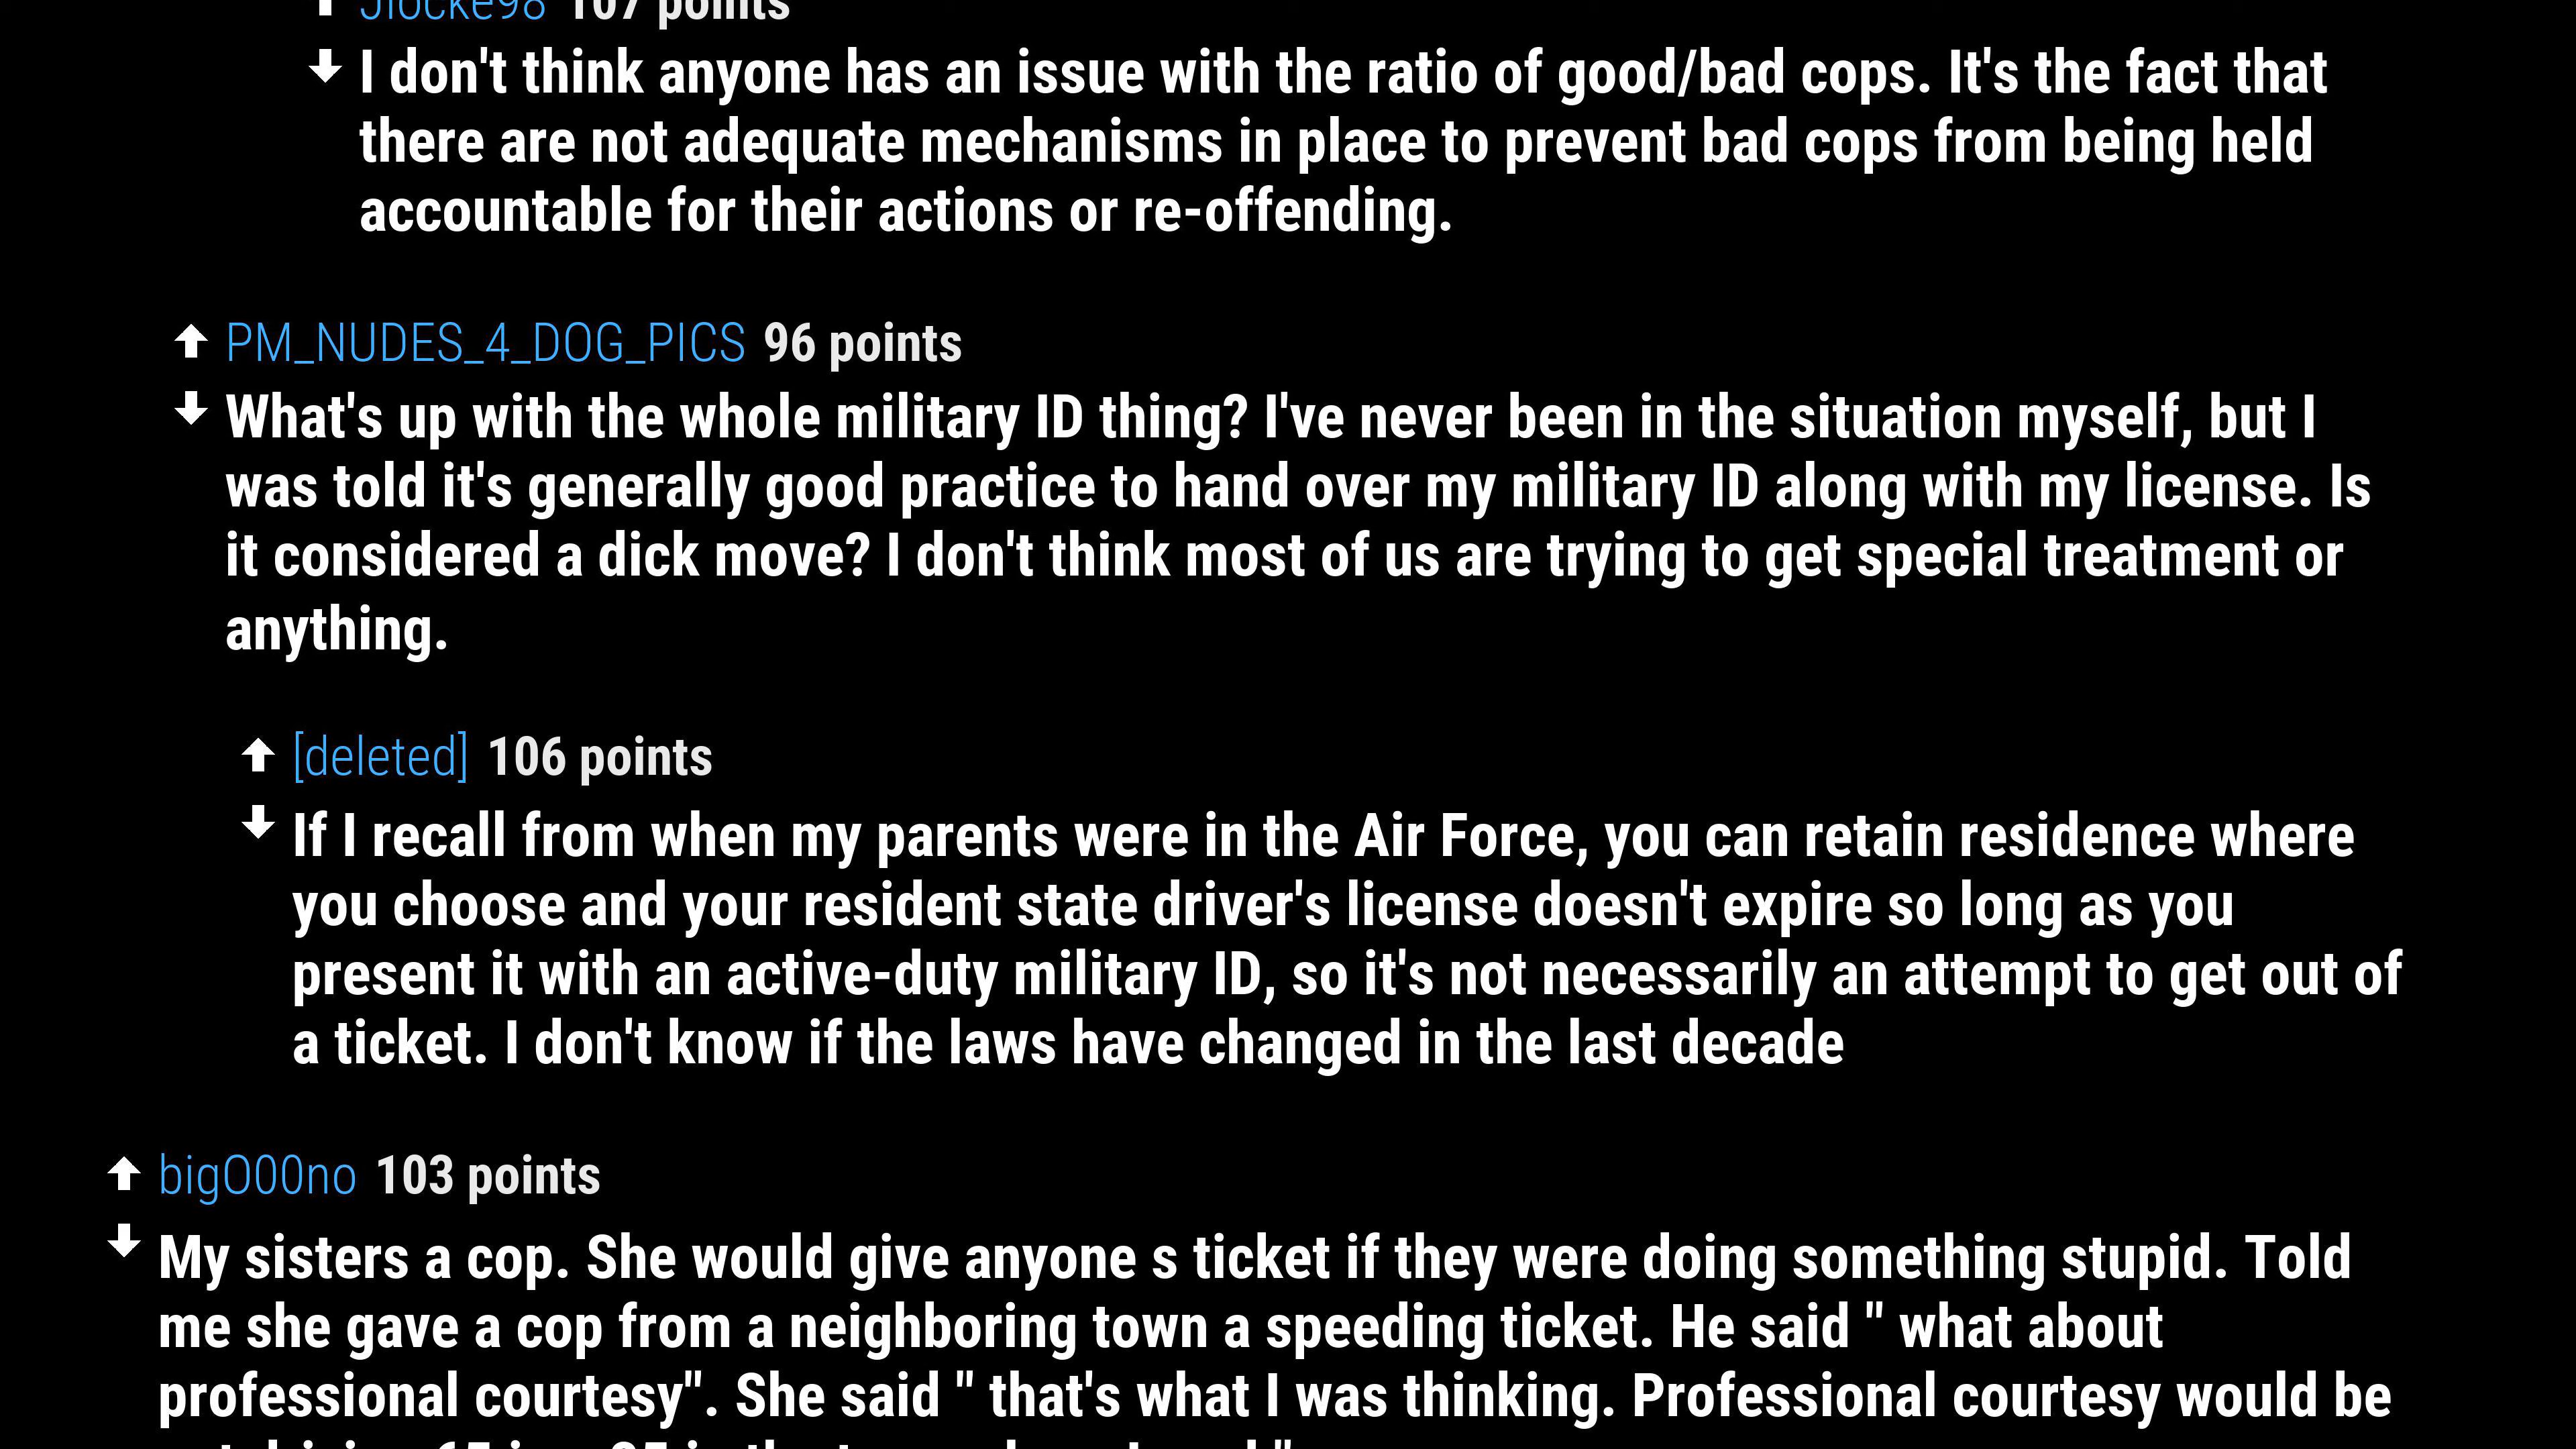 Jlocke98 107 points
I don't think anyone has an issue with the ratio of good/bad cops. It's the fact that
there are not adequate mechanisms in place to prevent bad cops from being held
accountable for their actions or re-offending.
PM_NUDES_4_DOG_PICS 96 points
What's up with the whole military ID thing? I've never been in the situation myself, but I
was told it's generally good practice to hand over my military ID along with my license. Is
it considered a dick move? I don't think most of us are trying to get special treatment or
anything.
[deleted] 106 points
If I recall from when my parents were in the Air Force, you can retain residence where
you choose and your resident state driver's license doesn't expire so long as you
present it with an active-duty military ID, so it's not necessarily an attempt to get out of
a ticket. I don't know if the laws have changed in the last decade
bigO00no 103 points
My sisters a cop. She would give anyone s ticket if they were doing something stupid. Told
me she gave a cop from a neighboring town a speeding ticket. He said " what about
professional courtesy". She said " that's what I was thinking. Professional courtesy would be